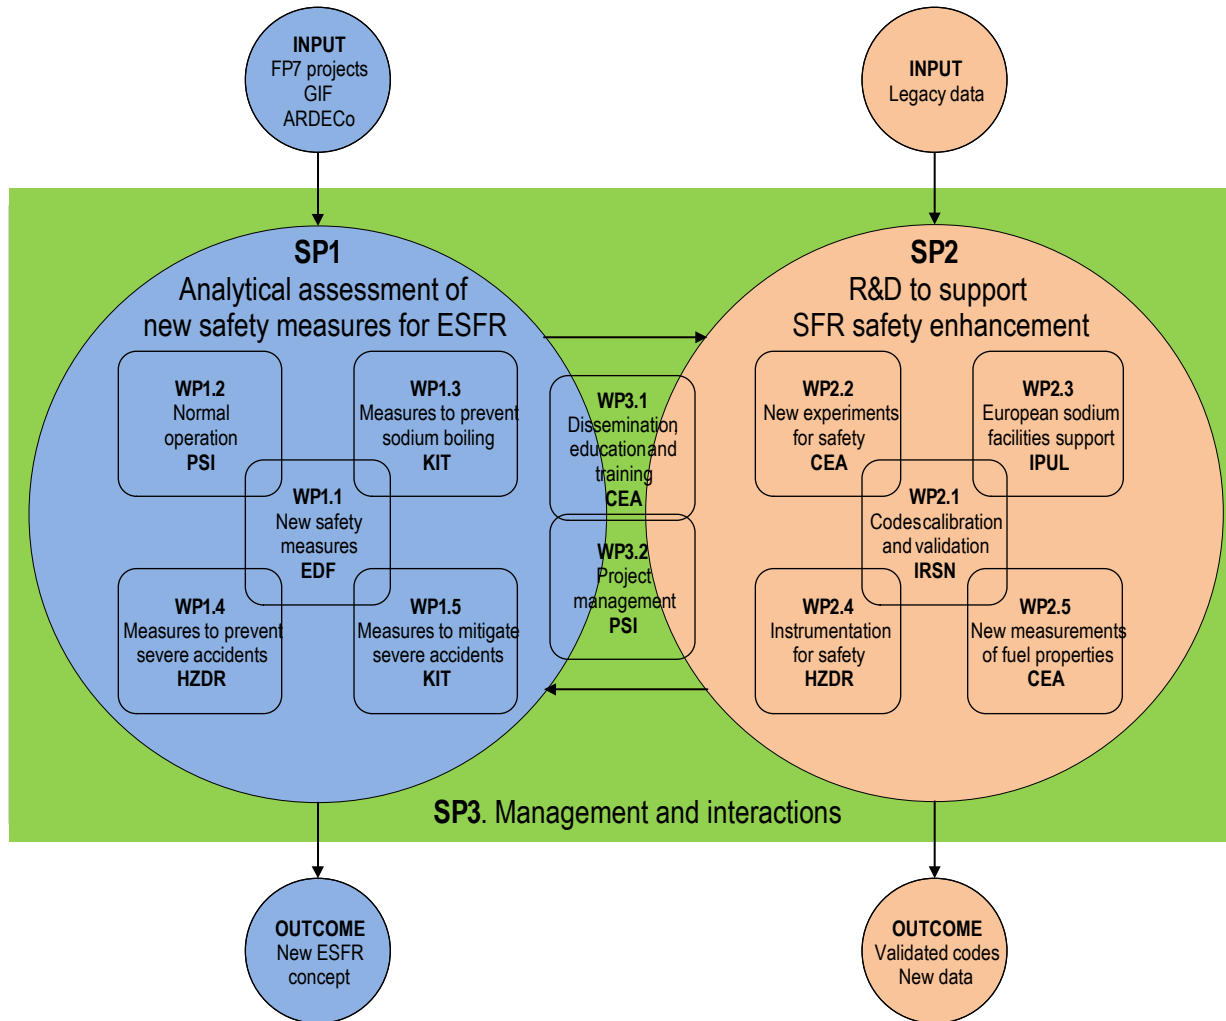 INPUT
FP7 projects
GIF
ARDECo
INPUT
Legacy data
SP1
Analytical assessment of
new safety measures for ESFR
SP2
R&D to support
SFR safety enhancement
WP1.2
Normal
operation
PSI
WP1.3
Measures to prevent
sodium boiling
KIT
WP1.1
New safety
measures
EDF
WP1.4
Measures to prevent
severe accidents
HZDR
WP1.5
Measures to mitigate
severe accidents
KIT
WP3.1
Dissemination,
education and
training
CEA
WP3.2
Project
management
PSI
WP2.2
New experiments
for safety
CEA
WP2.3
European sodium
facilities support
IPUL
WP2.1
Codes calibration
and validation
IRSN
WP2.4
Instrumentation
for safety
HZDR
WP2.5
New measurements
of fuel properties
CEA
SP3. Management and interactions
OUTCOME
New ESFR
concept
OUTCOME
Validated codes
New data